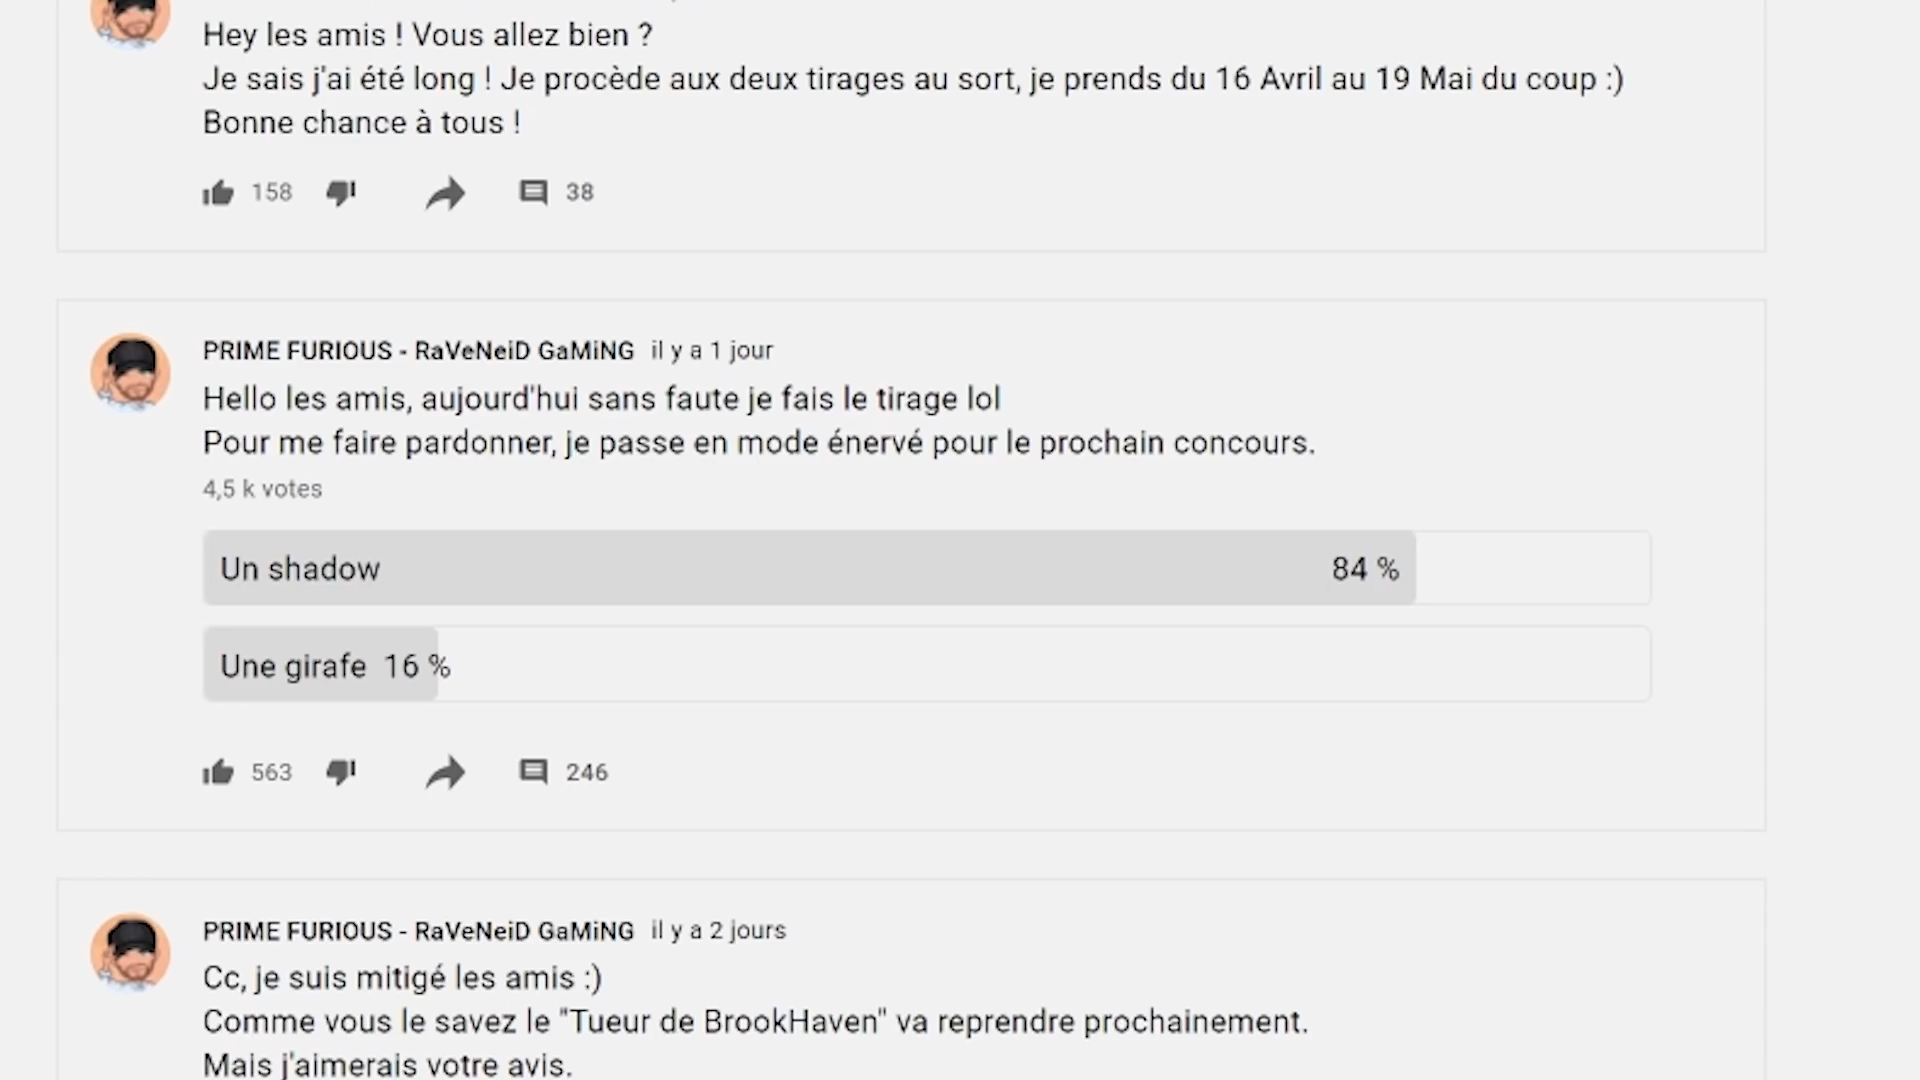 Hey les amis ! Vous allez bien ?
Je sais j'ai été long ! Je procède aux deux tirages au sort, je prends du 16 Avril au 19 Mai du coup :)
Bonne chance à tous !
158 38
PRIME FURIOUS - RaVeNeiD GaMiNG il y a 1 jour
Hello les amis, aujourd'hui sans faute je fais le tirage lol
Pour me faire pardonner, je passe en mode énervé pour le prochain concours.
4,5 k votes
Un shadow 84 %
Une girafe 16 %
563 246
PRIME FURIOUS - RaVeNeiD GaMiNG il y a 2 jours
Cc, je suis mitigé les amis :)
Comme vous le savez le "Tueur de BrookHaven" va reprendre prochainement.
Mais j'aimerais votre avis.